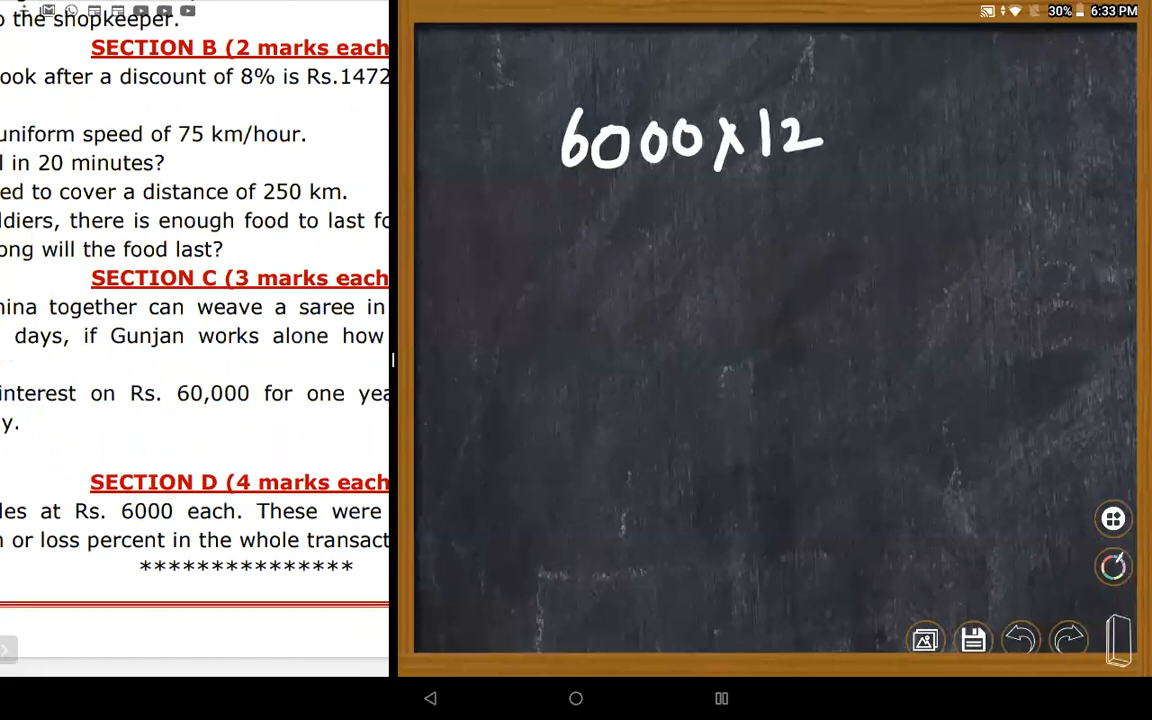 o the shopkeeper.
30% 6:33 PM
SECTION B (2 marks each
ook after a discount of 8% is Rs.1472
uniform speed of 75 km/hour.
l in 20 minutes?
ed to cover a distance of 250 km.
ldiers, there is enough food to last fo
ong will the food last?
SECTION C (3 marks each
hina together can weave a saree in
days, if Gunjan works alone how
interest on Rs. 60,000 for one yea
y.
SECTION D (4 marks each
les at Rs. 6000 each. These were
n or loss percent in the whole transact
***************
6000 x 12